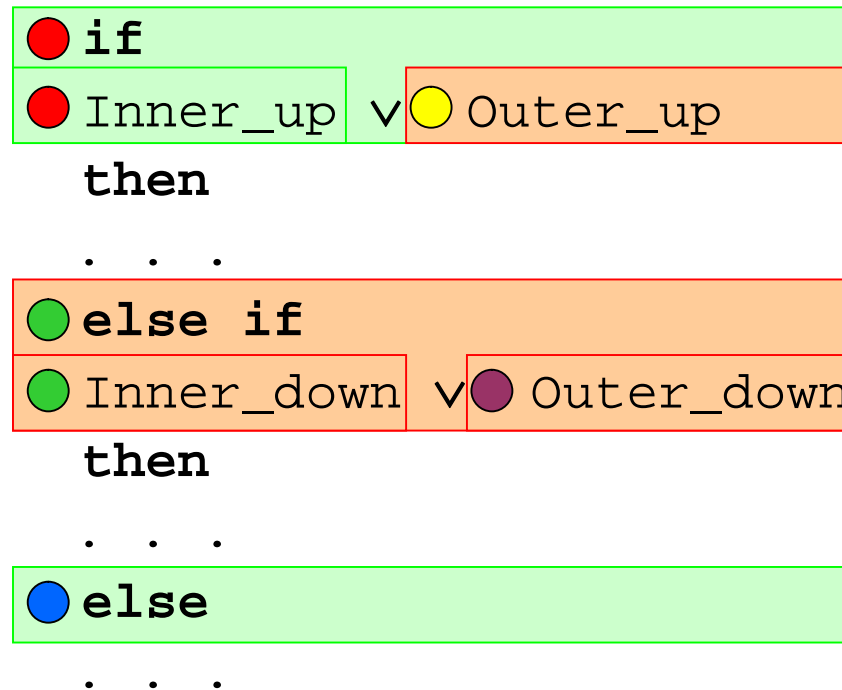 if
Inner_up ∨ Outer_up
then
. . .
else if
Inner_down ∨ Outer_down
then
. . .
else
. . .